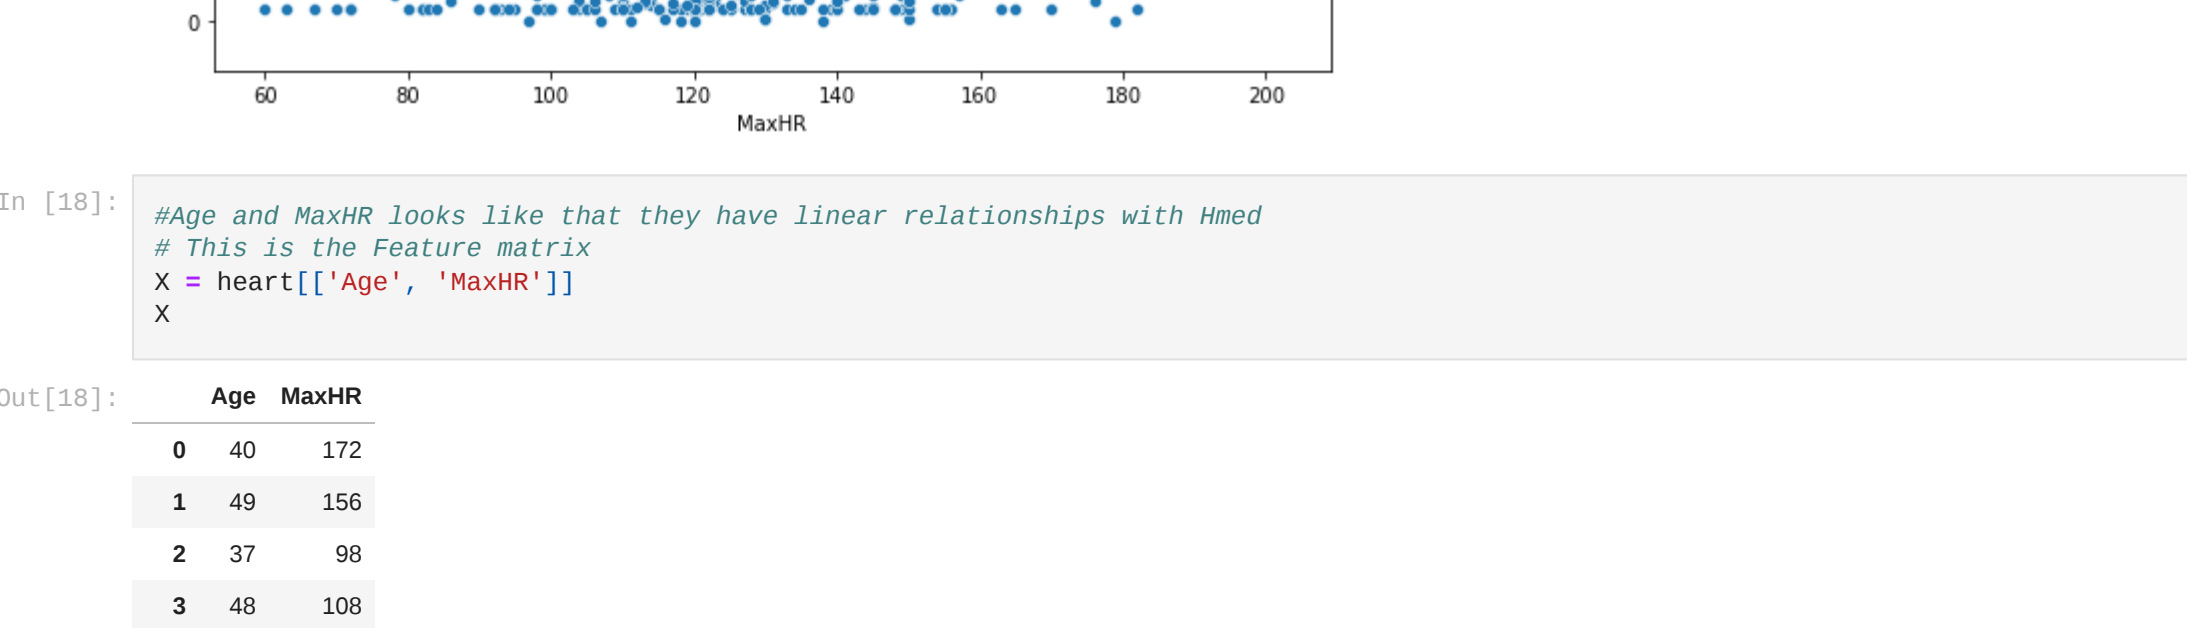 0
60 80 100 120 140 160 180 200
MaxHR
In [18]:
#Age and MaxHR looks like that they have linear relationships with Hmed
# This is the Feature matrix
X = heart[['Age', 'MaxHR']]
X
Out[18]:
Age MaxHR
0 40 172
1 49 156
2 37 98
3 48 108